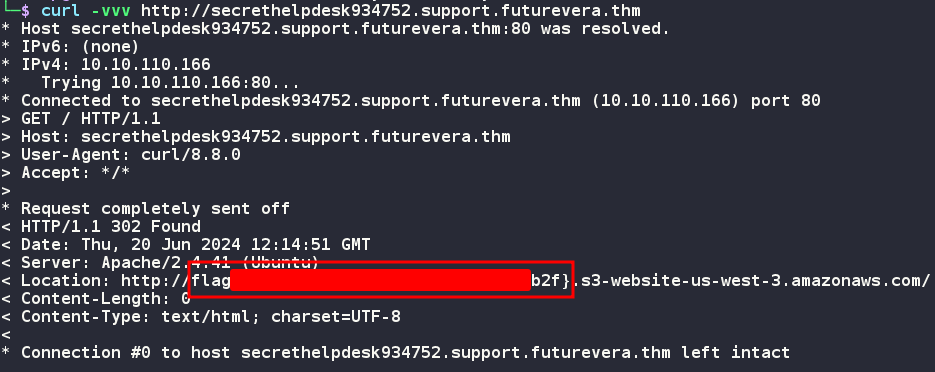 └─$ curl -vvv http://secrethelpdesk934752.support.futurevera.thm
* Host secrethelpdesk934752.support.futurevera.thm:80 was resolved.
* IPv6: (none)
* IPv4: 10.10.110.166
*   Trying 10.10.110.166:80...
* Connected to secrethelpdesk934752.support.futurevera.thm (10.10.110.166) port 80
> GET / HTTP/1.1
> Host: secrethelpdesk934752.support.futurevera.thm
> User-Agent: curl/8.8.0
> Accept: */*
>
* Request completely sent off
< HTTP/1.1 302 Found
< Date: Thu, 20 Jun 2024 12:14:51 GMT
< Server: Apache/2.4.41 (Ubuntu)
< Location: http://flag b2f}.s3-website-us-west-3.amazonaws.com/
< Content-Length: 0
< Content-Type: text/html; charset=UTF-8
<
* Connection #0 to host secrethelpdesk934752.support.futurevera.thm left intact